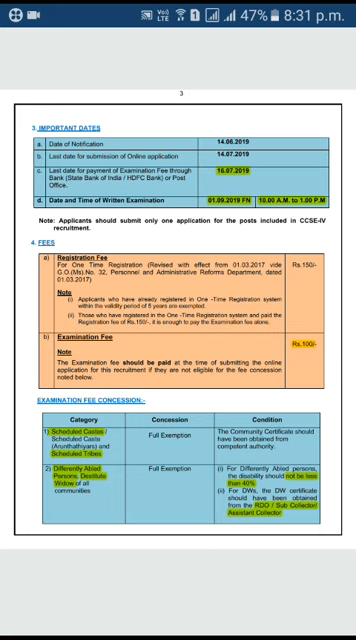 Vo)) LTE 1 47% 8:31 p.m.
3
3. IMPORTANT DATES
a. Date of Notification 14.06.2019
b. Last date for submission of Online application 14.07.2019
c. Last date for payment of Examination Fee through 16.07.2019
Bank (State Bank of India / HDFC Bank) or Post
Office.
d. Date and Time of Written Examination 01.09.2019 FN 10.00 A.M. to 1.00 P.M
Note: Applicants should submit only one application for the posts included in CCSE-IV
recruitment.
4. FEES
a) Registration Fee Rs.150/-
For One Time Registration (Revised with effect from 01.03.2017 vide
G.O.(Ms).No. 32, Personnel and Administrative Reforms Department, dated
01.03.2017)
Note
(i) Applicants who have already registered in One -Time Registration system
within the validity period of 5 years are exempted.
(ii) Those who have registered in the One -Time Registration system and paid the
Registration fee of Rs.150/-, it is enough to pay the Examination fee alone.
b) Examination Fee Rs.100/-
Note
The Examination fee should be paid at the time of submitting the online
application for this recruitment if they are not eligible for the fee concession
noted below.
EXAMINATION FEE CONCESSION:-
Category Concession Condition
1) Scheduled Castes / Full Exemption The Community Certificate should
Scheduled Caste have been obtained from
(Arunthathiyars) and competent authority.
Scheduled Tribes
2) Differently Abled Full Exemption (i) For Differently Abled persons,
Persons, Destitute the disability should not be less
Widow of all than 40%
communities (ii) For DWs, the DW certificate
should have been obtained
from the RDO / Sub Collector/
Assistant Collector